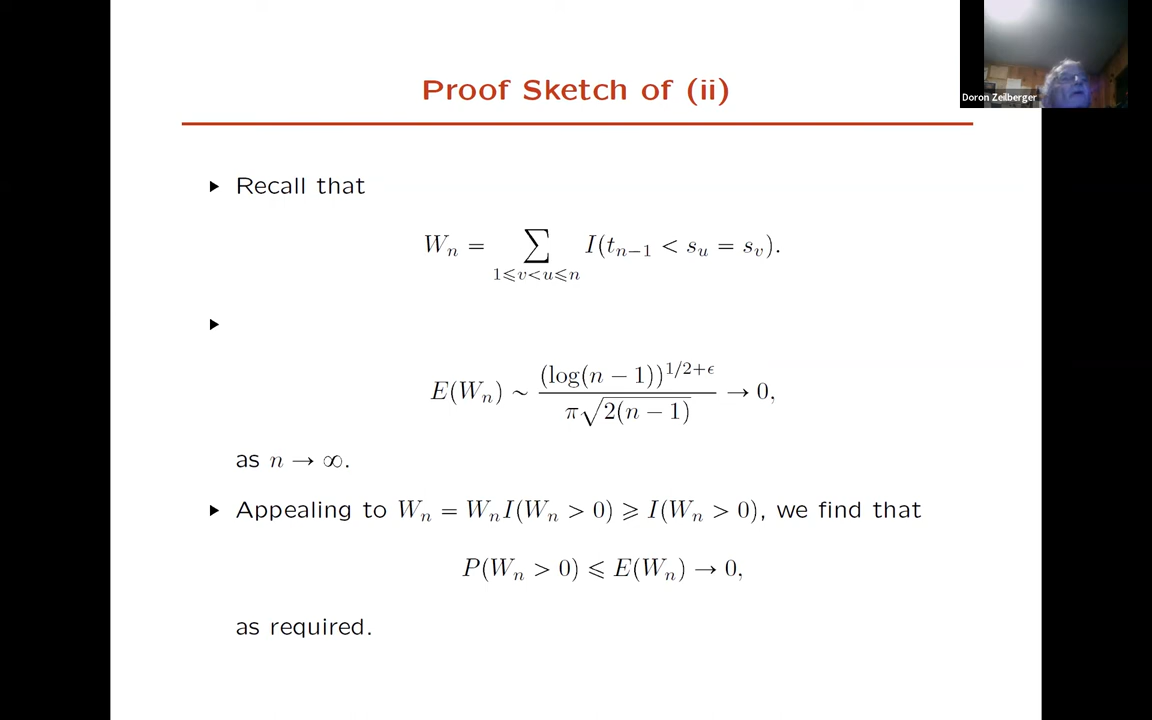 Proof Sketch of (ii)
Doron Zeilberger
▶ Recall that
W_n = ∑_{1⩽v<u⩽n} I(t_{n−1} < s_u = s_v).
▶
E(W_n) ∼ (log(n − 1))^{1/2+ϵ} / π√2(n − 1) → 0,
as n → ∞.
▶ Appealing to W_n = W_n I(W_n > 0) ⩾ I(W_n > 0), we find that
P(W_n > 0) ⩽ E(W_n) → 0,
as required.